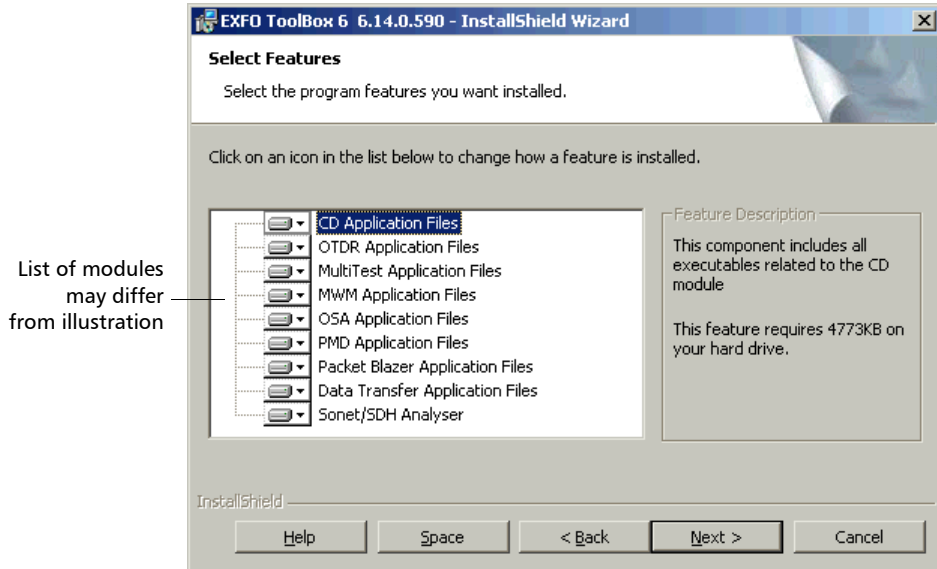 EXFO ToolBox 6 6.14.0.590 - InstallShield Wizard
Select Features
Select the program features you want installed.
Click on an icon in the list below to change how a feature is installed.
List of modules
may differ
from illustration
CD Application Files
OTDR Application Files
MultiTest Application Files
MWM Application Files
OSA Application Files
PMD Application Files
Packet Blazer Application Files
Data Transfer Application Files
Sonet/SDH Analyser
Feature Description
This component includes all
executables related to the CD
module
This feature requires 4773KB on
your hard drive.
InstallShield
Help
Space
< Back
Next >
Cancel